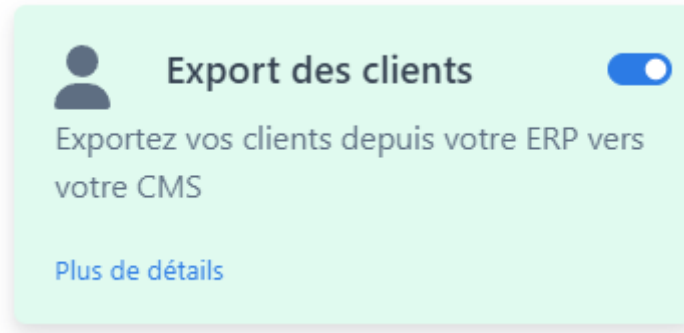 Export des clients
Exportez vos clients depuis votre ERP vers
votre CMS
Plus de détails